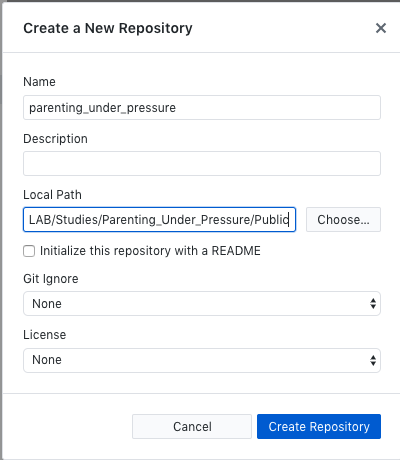 Create a New Repository
Name
parenting_under_pressure
Description
Local Path
LAB/Studies/Parenting_Under_Pressure/Public
Choose...
Initialize this repository with a README
Git Ignore
None
License
None
Cancel
Create Repository